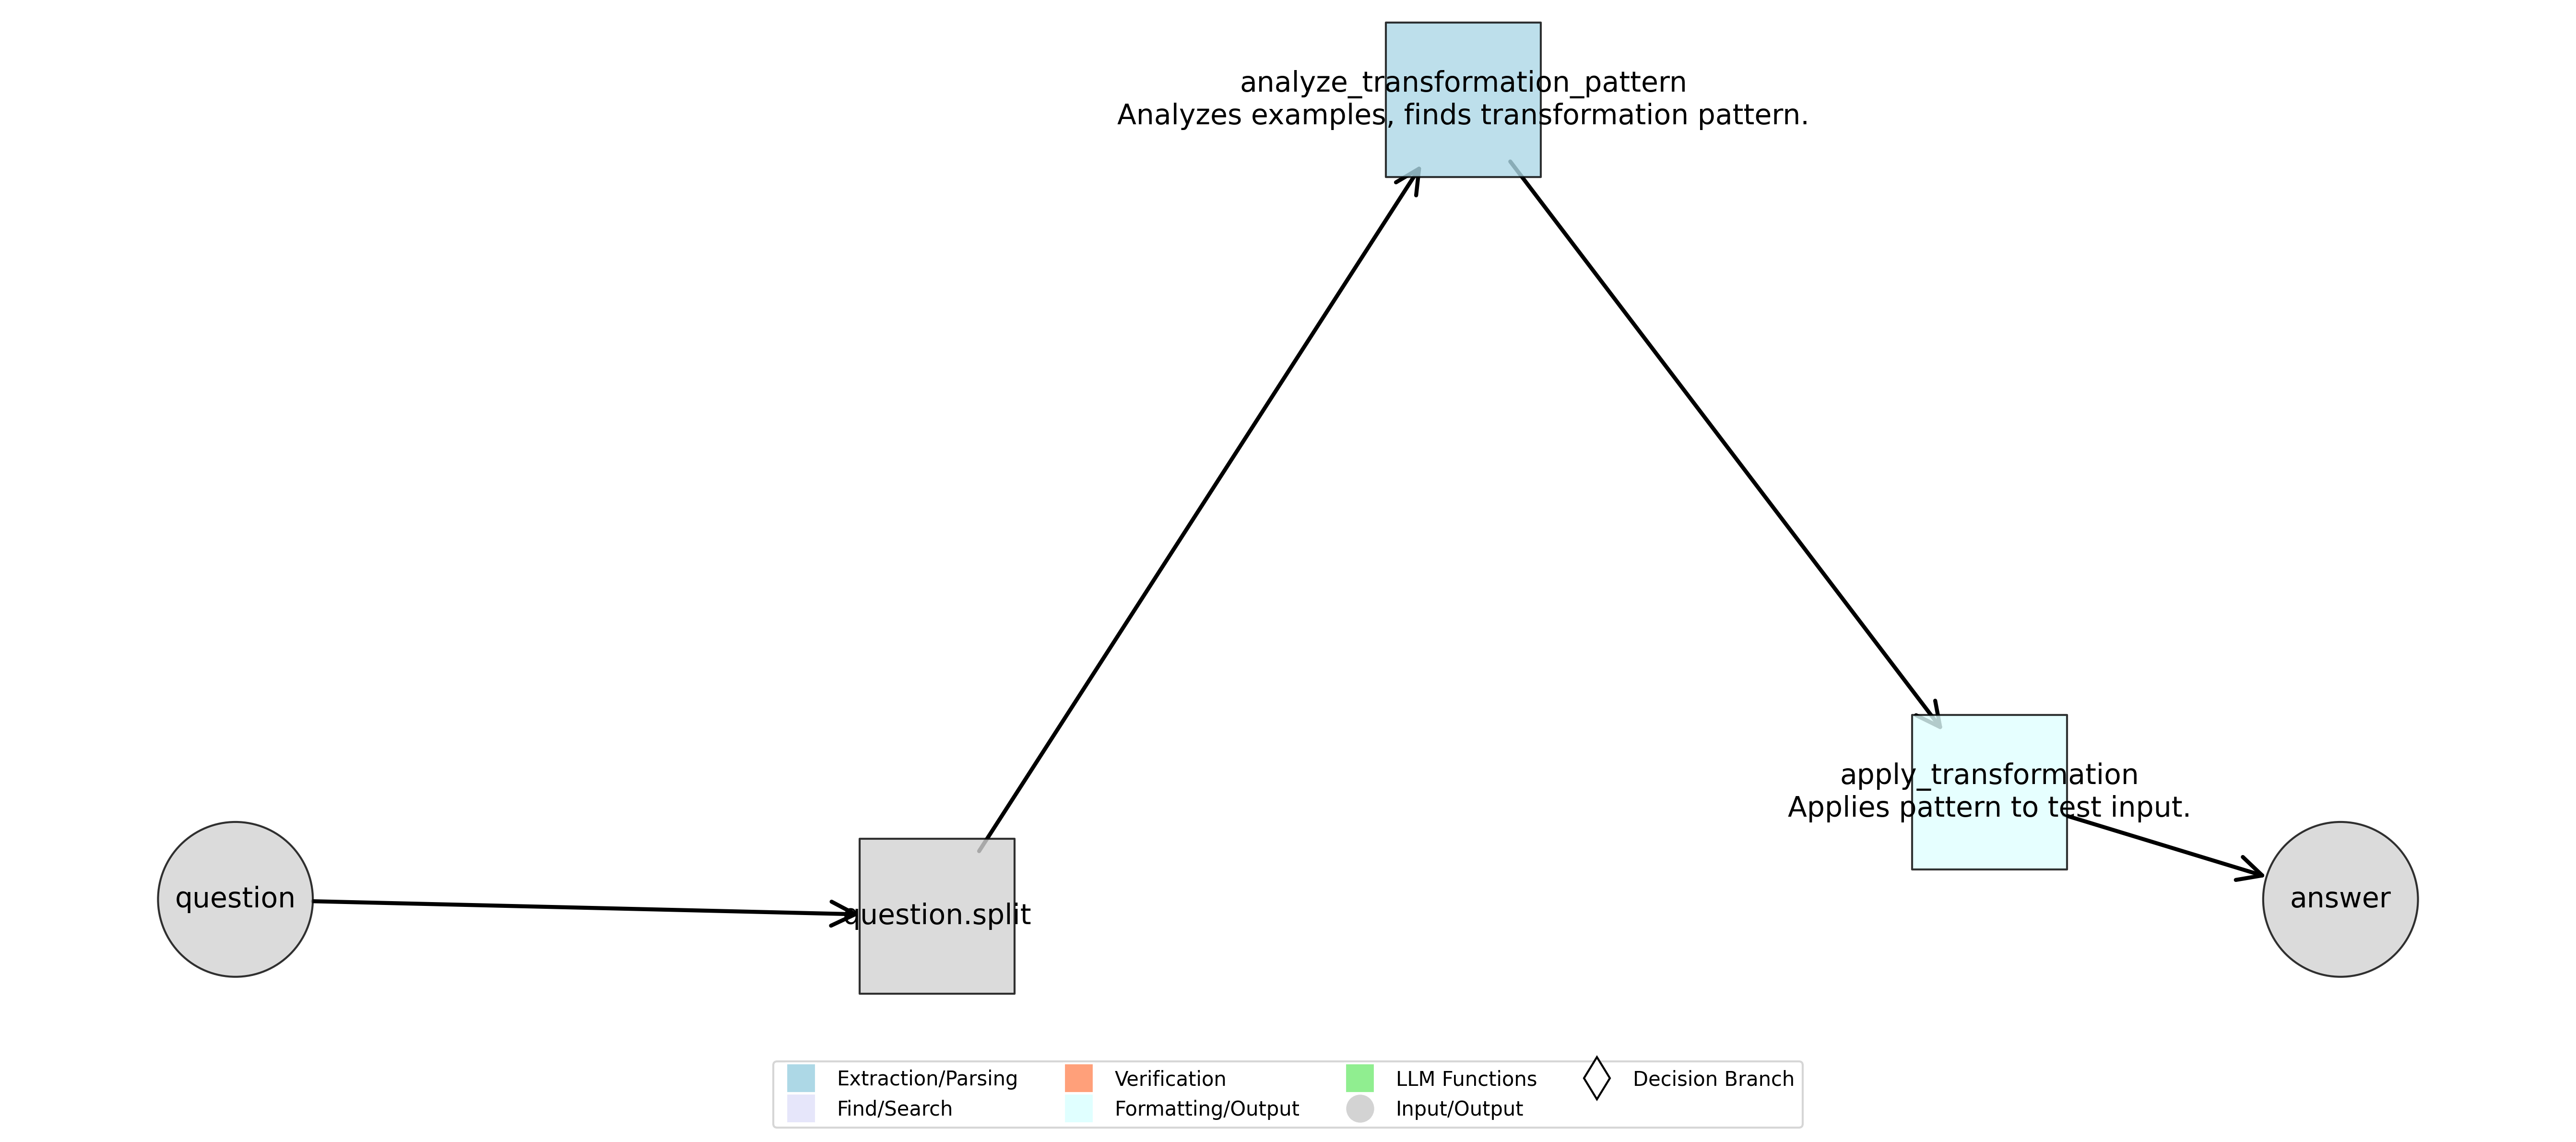 analyze_transformation_pattern
Analyzes examples, finds transformation pattern.
apply_transformation
Applies pattern to test input.
question
question.split
answer
Extraction/Parsing
Find/Search
Verification
Formatting/Output
LLM Functions
Input/Output
Decision Branch